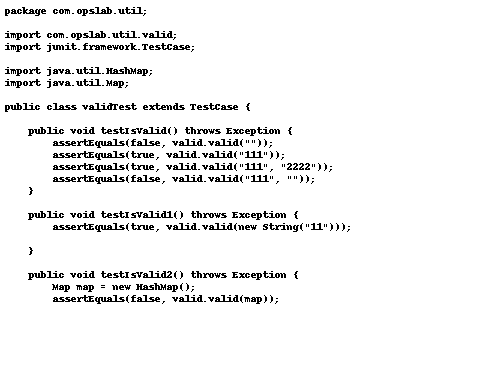 package com.opslab.util;

import com.opslab.util.valid;
import junit.framework.TestCase;

import java.util.HashMap;
import java.util.Map;

public class validTest extends TestCase {

    public void testIsValid() throws Exception {
        assertEquals(false, valid.valid(""));
        assertEquals(true, valid.valid("111"));
        assertEquals(true, valid.valid("111", "2222"));
        assertEquals(false, valid.valid("111", ""));
    }

    public void testIsValid1() throws Exception {
        assertEquals(true, valid.valid(new String("11")));

    }

    public void testIsValid2() throws Exception {
        Map map = new HashMap();
        assertEquals(false, valid.valid(map));